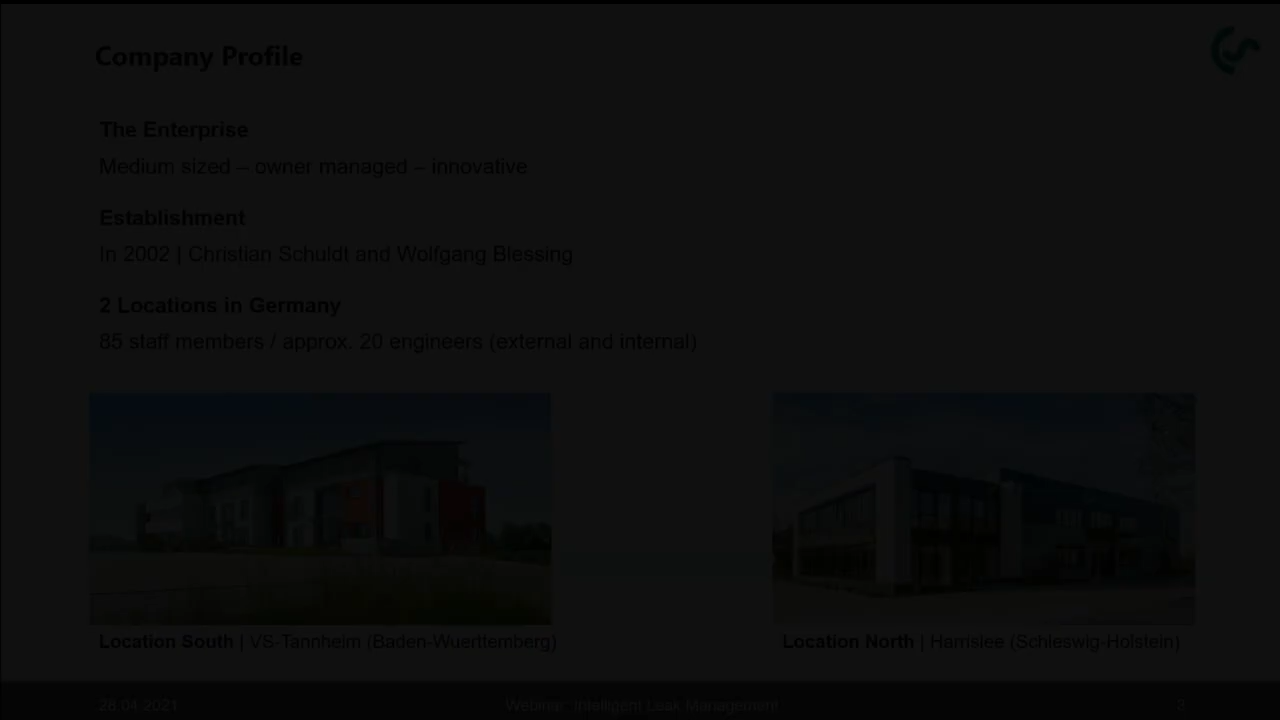 Company Profile
The Enterprise
Medium sized – owner managed – innovative
Establishment
In 2002 | Christian Schuldt and Wolfgang Blessing
2 Locations in Germany
85 staff members / approx. 20 engineers (external and internal)
Location South | VS-Tannheim (Baden-Wuerttemberg)
Location North | Harrislee (Schleswig-Holstein)
28.04.2021
Webinar: Intelligent Leak Management